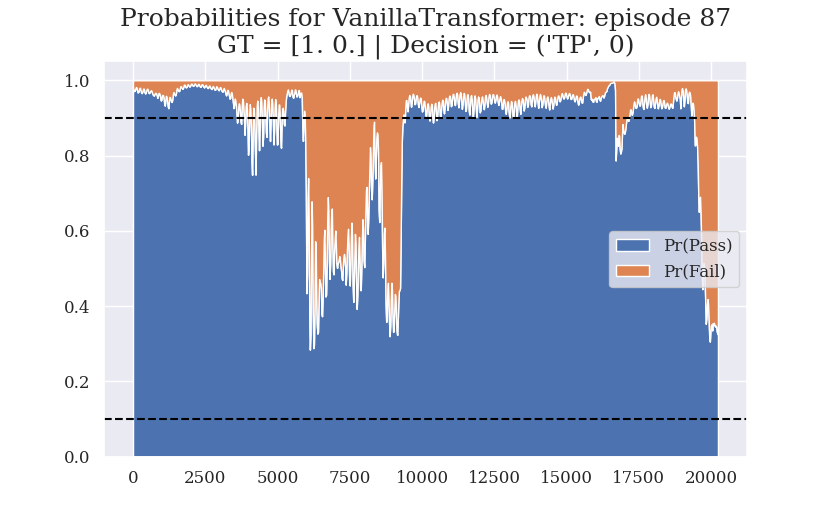 Probabilities for VanillaTransformer: episode 87
GT = [1. 0.] | Decision = ('TP', 0)
1.0
0.8
0.6
0.4
0.2
0.0
Pr(Pass)
Pr(Fail)
0 2500 5000 7500 10000 12500 15000 17500 20000